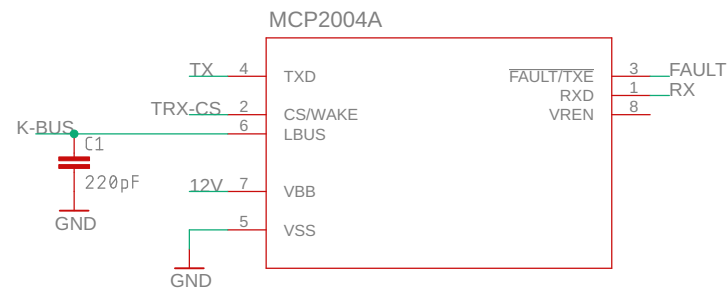 MCP2004A
TX 4 TXD FAULT/TXE 3 FAULT
RXD 1 RX
TRX-CS 2 CS/WAKE VREN 8
K-BUS 6 LBUS
C1
220pF
12V 7 VBB
GND
5 VSS
GND